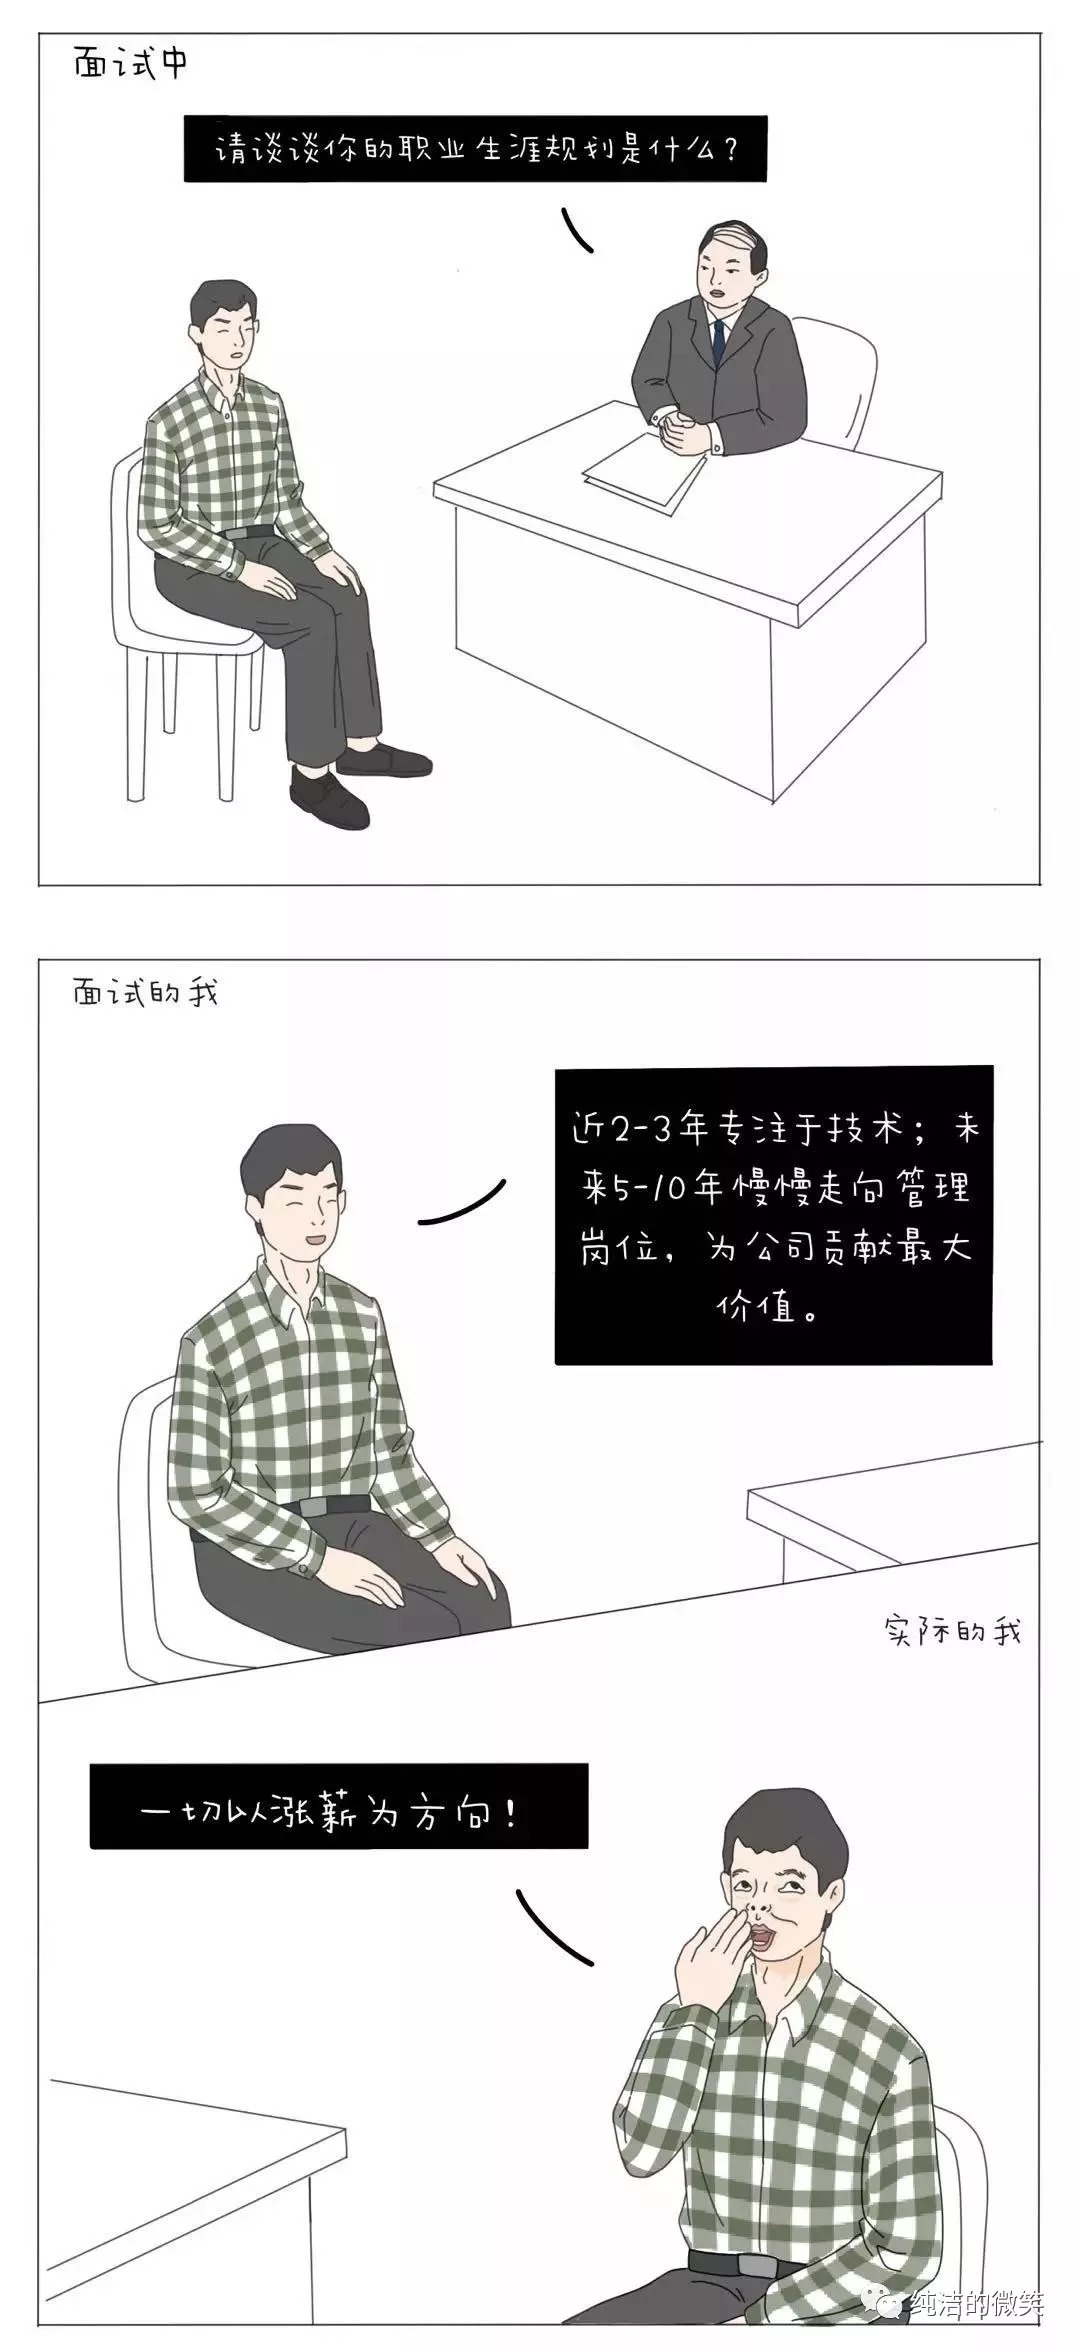 面试中
请谈谈你的职业生涯规划是什么？
面试的我
近2-3年专注于技术；未
来5-10年慢慢走向管理
岗位，为公司贡献最大
价值。
实际的我
一切以涨薪为方向！
纯洁的微笑